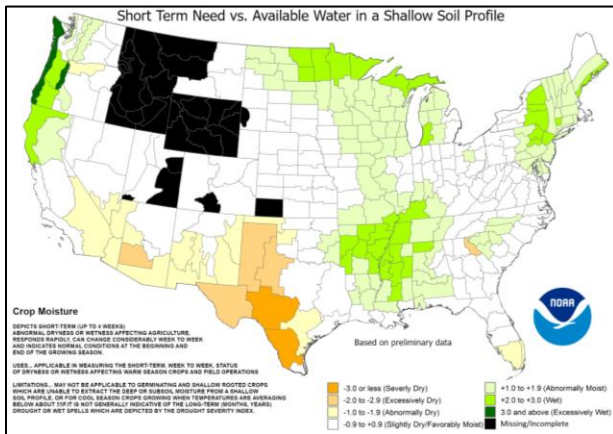 Short Term Need vs. Available Water in a Shallow Soil Profile
Crop Moisture
DEPICTS SHORT-TERM (UP TO 4 WEEKS)
ABNORMAL DRYNESS OR WETNESS AFFECTING AGRICULTURE,
RESPONDS RAPIDLY, CAN CHANGE CONSIDERABLY WEEK TO WEEK
AND INDICATES NORMAL CONDITIONS AT THE BEGINNING AND
END OF THE GROWING SEASON.
USES... APPLICABLE IN MEASURING THE SHORT-TERM, WEEK TO WEEK, STATUS
OF DRYNESS OR WETNESS AFFECTING WARM SEASON CROPS AND FIELD OPERATIONS
LIMITATIONS... MAY NOT BE APPLICABLE TO GERMINATING AND SHALLOW ROOTED CROPS
WHICH ARE UNABLE TO EXTRACT THE DEEP OR SUBSOIL MOISTURE FROM A SHALLOW
SOIL PROFILE, OR FOR COOL SEASON CROPS GROWING WHEN TEMPERATURES ARE AVERAGING
BELOW ABOUT 55F. IT IS NOT GENERALLY INDICATIVE OF THE LONG-TERM (MONTHS, YEARS)
DROUGHT OR WET SPELLS WHICH ARE DEPICTED BY THE DROUGHT SEVERITY INDEX.
Based on preliminary data
NOAA
-3.0 or less (Severly Dry)
-2.0 to -2.9 (Excessively Dry)
-1.0 to -1.9 (Abnormally Dry)
-0.9 to +0.9 (Slightly Dry/Favorably Moist)
+1.0 to +1.9 (Abnormally Moist)
+2.0 to +3.0 (Wet)
3.0 and above (Excessively Wet)
Missing/Incomplete